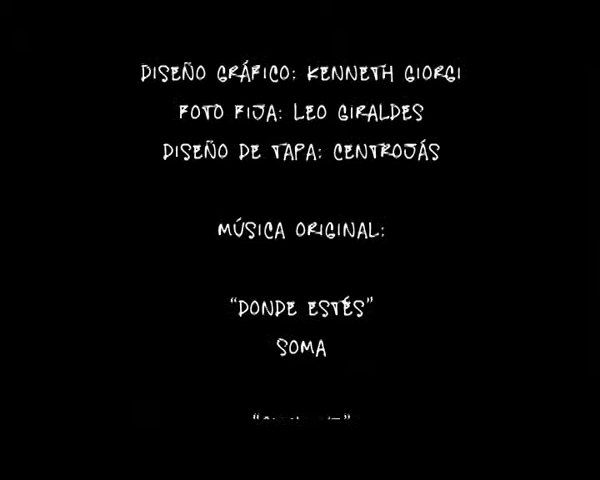 DISEÑO GRÁFICO: KENNETH GIORGI
FOTO FIJA: LEO GIRALDES
DISEÑO DE TAPA: CENTROJÁS
MÚSICA ORIGINAL:
“DONDE ESTÉS”
SOMA